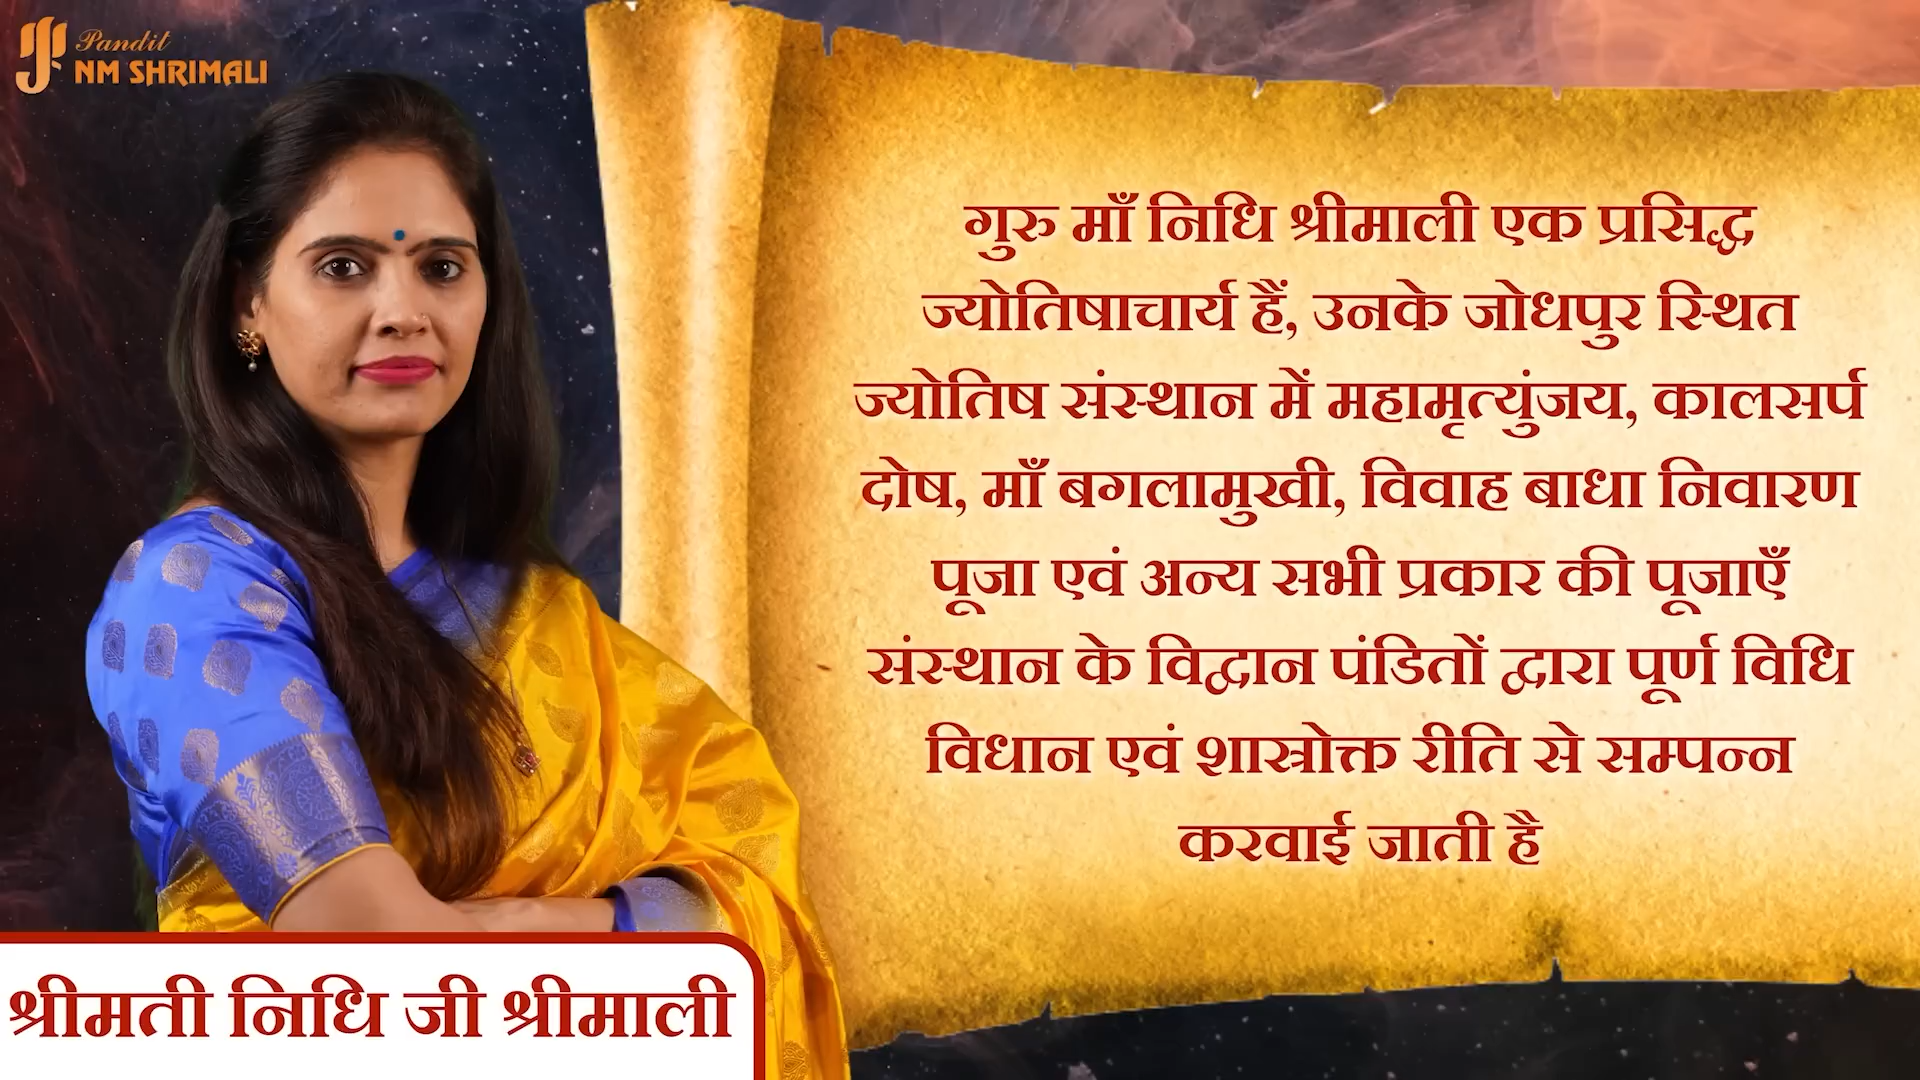 Pandit
NM SHRIMALI
गुरु माँ निधि श्रीमाली एक प्रसिद्ध
ज्योतिषाचार्य हैं, उनके जोधपुर स्थित
ज्योतिष संस्थान में महामृत्युंजय, कालसर्प
दोष, माँ बगलामुखी, विवाह बाधा निवारण
पूजा एवं अन्य सभी प्रकार की पूजाएँ
संस्थान के विद्वान पंडितों द्वारा पूर्ण विधि
विधान एवं शास्त्रोक्त रीति से सम्पन्न
करवाई जाती है
श्रीमती निधि जी श्रीमाली